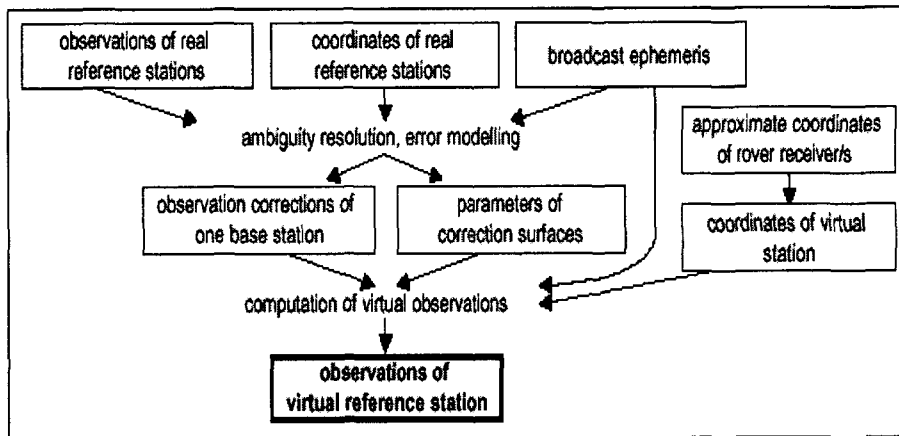 observations of real
reference stations
coordinates of real
reference stations
broadcast ephemeris
ambiguity resolution, error modelling
approximate coordinates
of rover receiver/s
observation corrections of
one base station
parameters of
correction surfaces
coordinates of virtual
station
computation of virtual observations
observations of
virtual reference station